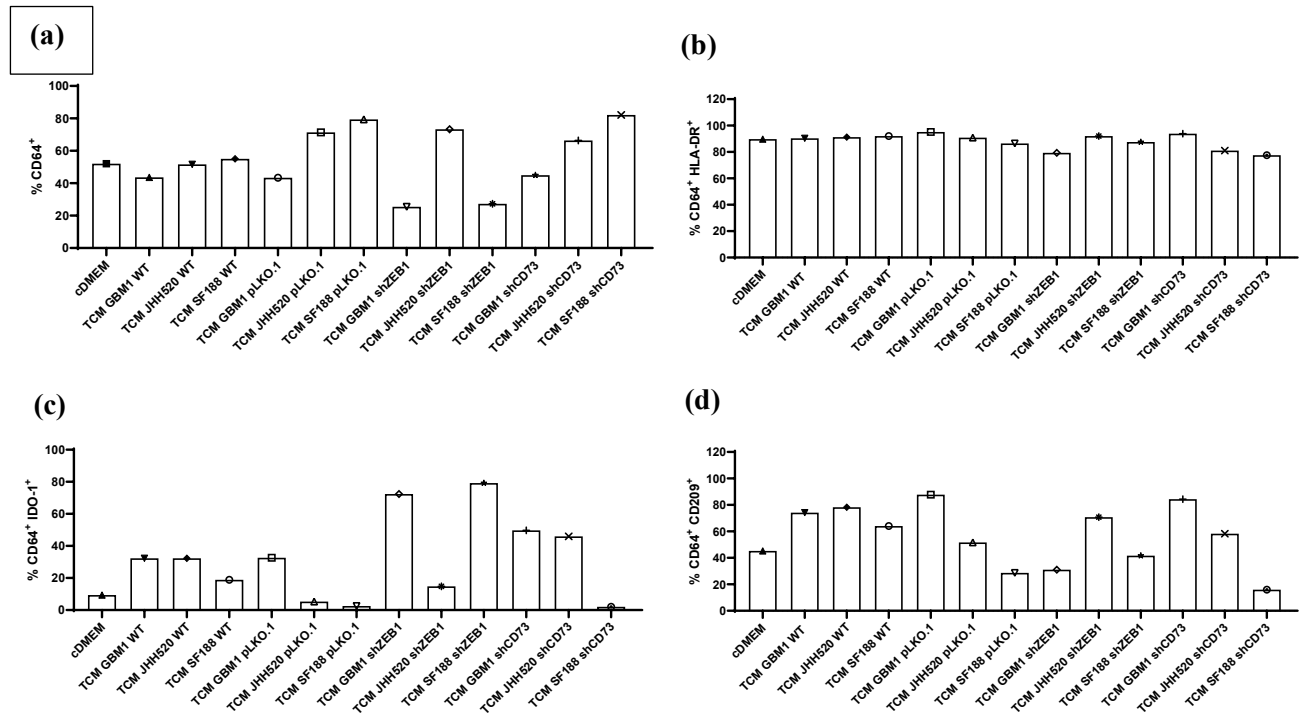 (a)
% CD64+
100
80
60
40
20
0
cDMEM
TCM GBM1 WT
TCM JHH520 WT
TCM SF188 WT
TCM GBM1 pLKO.1
TCM JHH520 pLKO.1
TCM SF188 pLKO.1
TCM GBM1 shZEB1
TCM JHH520 shZEB1
TCM SF188 shZEB1
TCM GBM1 shCD73
TCM JHH520 shCD73
TCM SF188 shCD73
(b)
% CD64+ HLA-DR+
120
100
80
60
40
20
0
cDMEM
TCM GBM1 WT
TCM JHH520 WT
TCM SF188 WT
TCM GBM1 pLKO.1
TCM JHH520 pLKO.1
TCM SF188 pLKO.1
TCM GBM1 shZEB1
TCM JHH520 shZEB1
TCM SF188 shZEB1
TCM GBM1 shCD73
TCM JHH520 shCD73
TCM SF188 shCD73
(c)
% CD64+ IDO-1+
100
80
60
40
20
0
cDMEM
TCM GBM1 WT
TCM JHH520 WT
TCM SF188 WT
TCM GBM1 pLKO.1
TCM JHH520 pLKO.1
TCM SF188 pLKO.1
TCM GBM1 shZEB1
TCM JHH520 shZEB1
TCM SF188 shZEB1
TCM GBM1 shCD73
TCM JHH520 shCD73
TCM SF188 shCD73
(d)
% CD64+ CD209+
120
100
80
60
40
20
0
cDMEM
TCM GBM1 WT
TCM JHH520 WT
TCM SF188 WT
TCM GBM1 pLKO.1
TCM JHH520 pLKO.1
TCM SF188 pLKO.1
TCM GBM1 shZEB1
TCM JHH520 shZEB1
TCM SF188 shZEB1
TCM GBM1 shCD73
TCM JHH520 shCD73
TCM SF188 shCD73